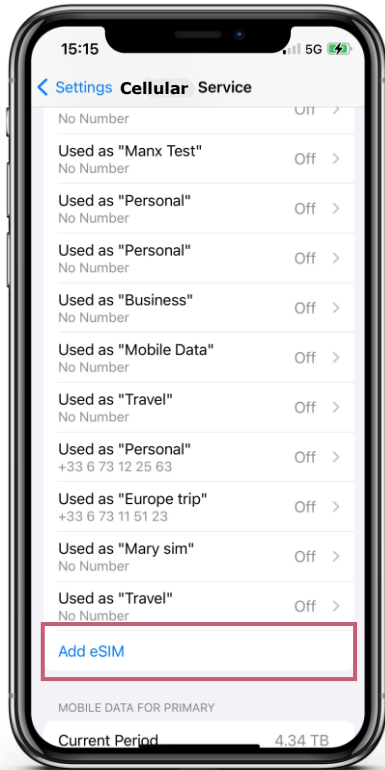 15:15 5G
Settings Cellular Service
No Number Off
Used as "Manx Test"
No Number
Off
Used as "Personal"
No Number
Off
Used as "Personal"
No Number
Off
Used as "Business"
No Number
Off
Used as "Mobile Data"
No Number
Off
Used as "Travel"
No Number
Off
Used as "Personal"
+33 6 73 12 25 63
Off
Used as "Europe trip"
+33 6 73 11 51 23
Off
Used as "Mary sim"
No Number
Off
Used as "Travel"
No Number
Off
Add eSIM
MOBILE DATA FOR PRIMARY
Current Period 4.34 TB